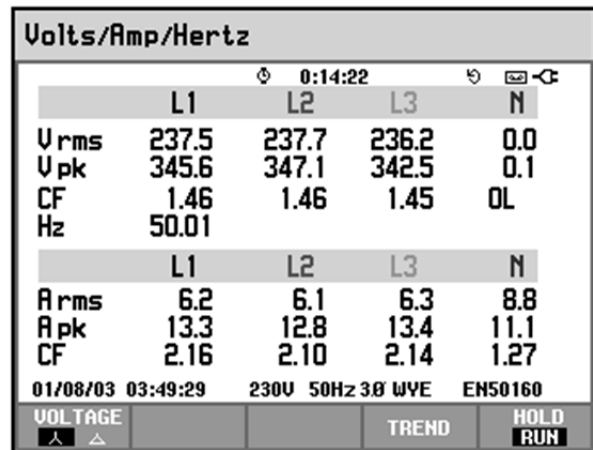 Volts/Amp/Hertz
0:14:22
L1 L2 L3 N
V rms 237.5 237.7 236.2 0.0
V pk 345.6 347.1 342.5 0.1
CF 1.46 1.46 1.45 OL
Hz 50.01
L1 L2 L3 N
A rms 6.2 6.1 6.3 8.8
A pk 13.3 12.8 13.4 11.1
CF 2.16 2.10 2.14 1.27
01/08/03 03:49:29 230V 50Hz 3.Ø WYE EN50160
VOLTAGE TREND HOLD
RUN